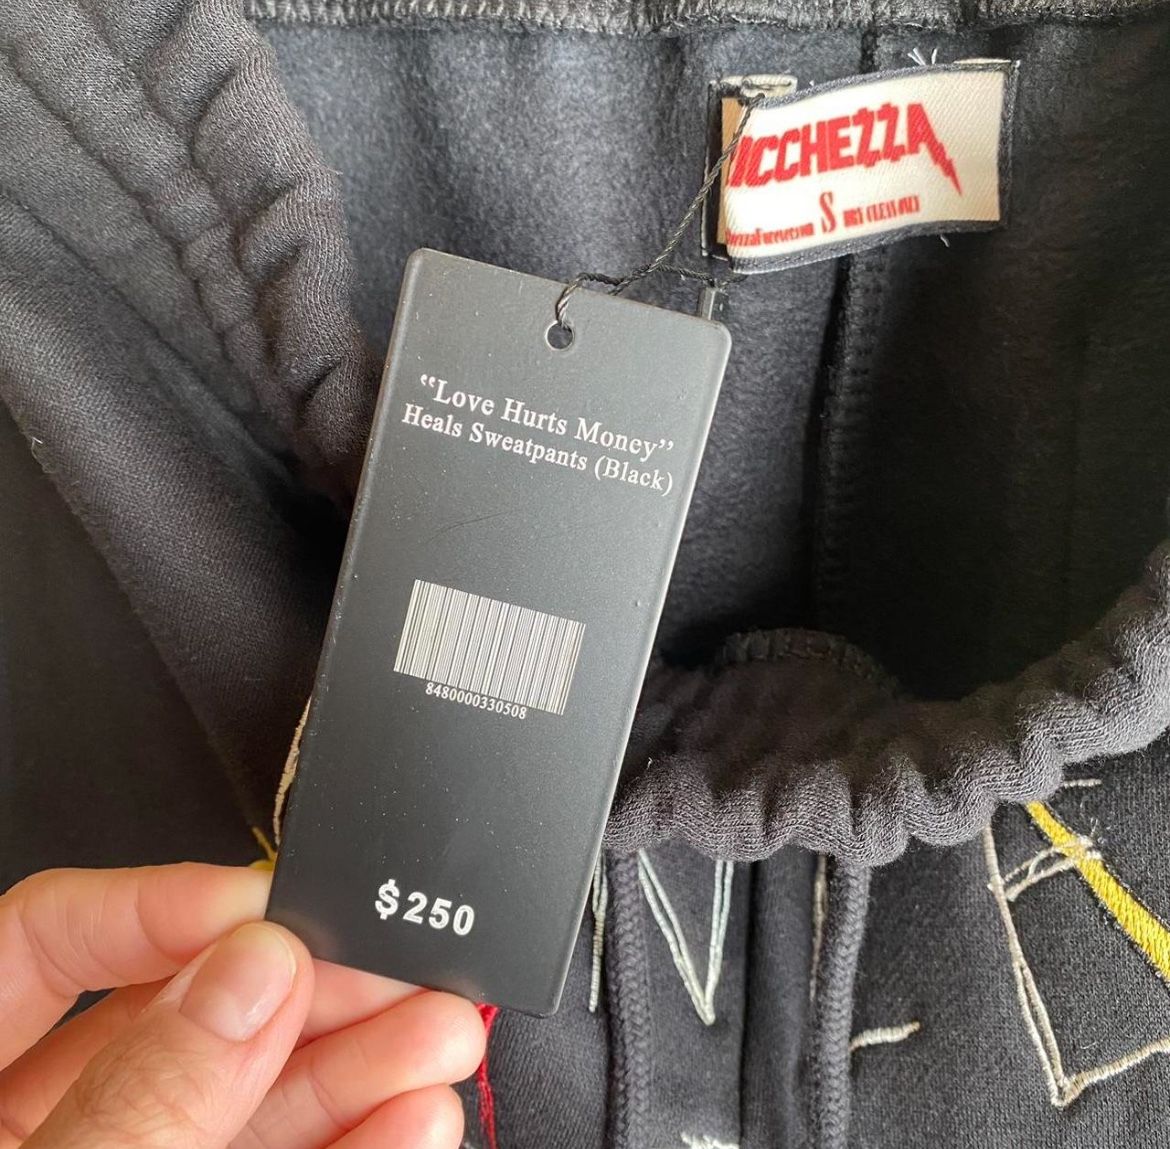 ICCHEZZA
S
“Love Hurts Money”
Heals Sweatpants (Black)
8480000330508
$250